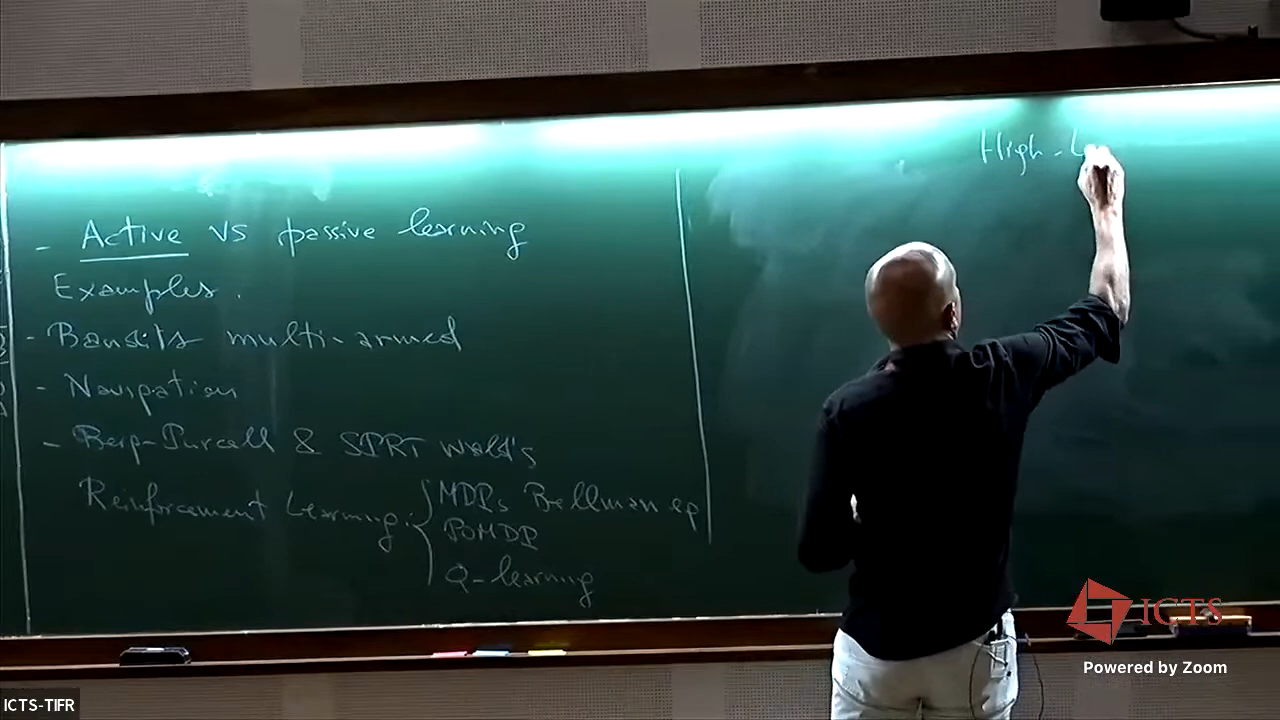 - Active vs passive learning
Examples.
- Bandits multi-armed
- Navigation
- Berg-Purcell & SPRT Wald's
Reinforcement Learning: { MDPs Bellman eq
POMDP
Q-learning
High-L
ICTS
Powered by Zoom
ICTS-TIFR